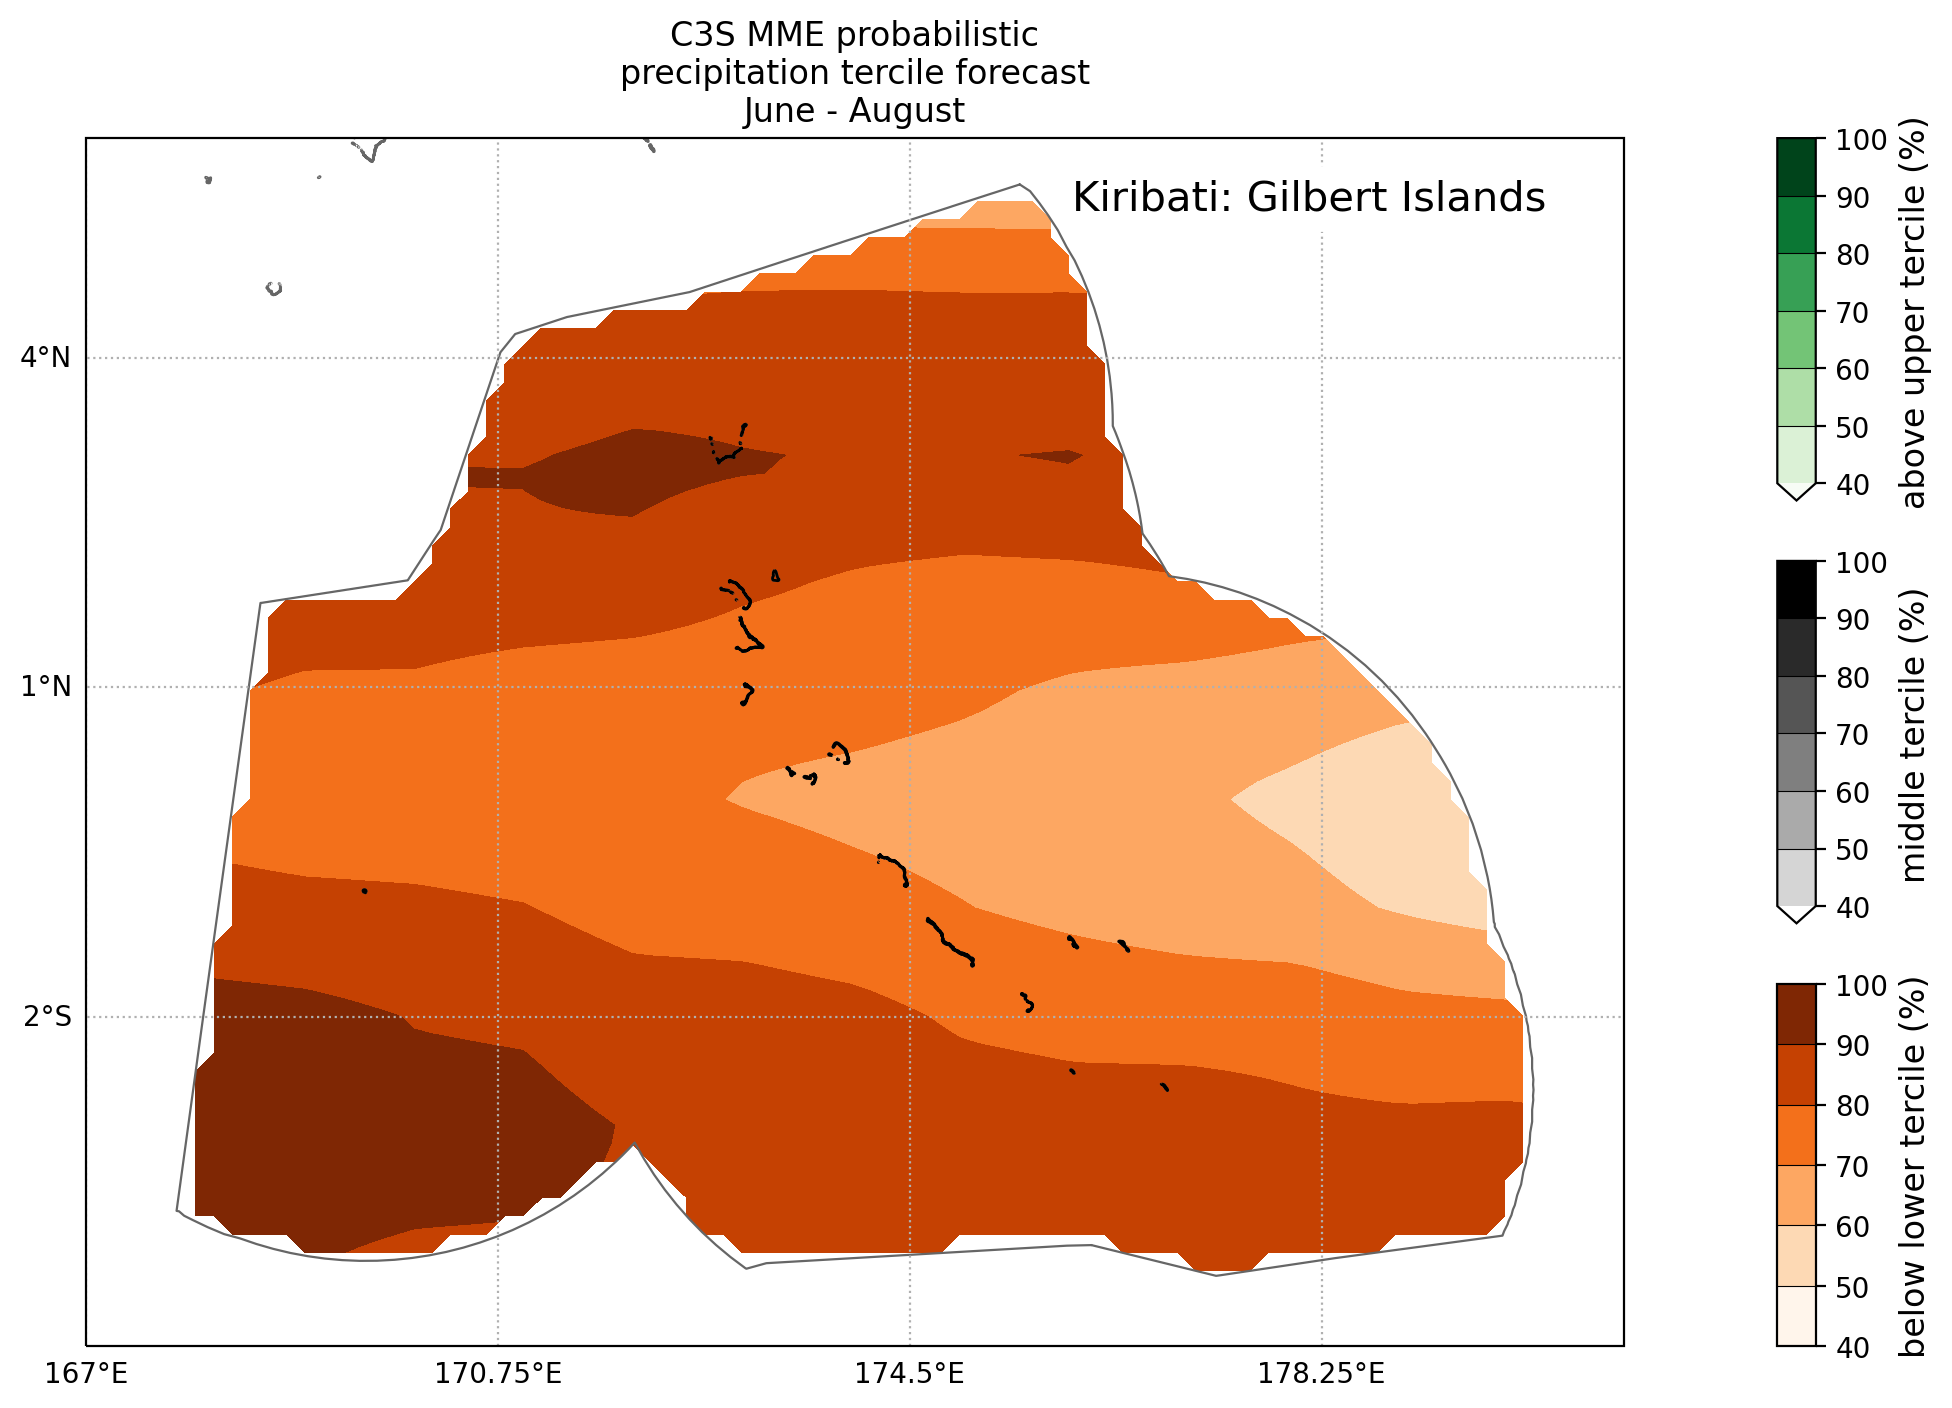 C3S MME probabilistic
precipitation tercile forecast
June - August
Kiribati: Gilbert Islands
4°N
1°N
2°S
167°E
170.75°E
174.5°E
178.25°E
100
90
80
70
60
50
40
above upper tercile (%)
100
90
80
70
60
50
40
middle tercile (%)
100
90
80
70
60
50
40
below lower tercile (%)